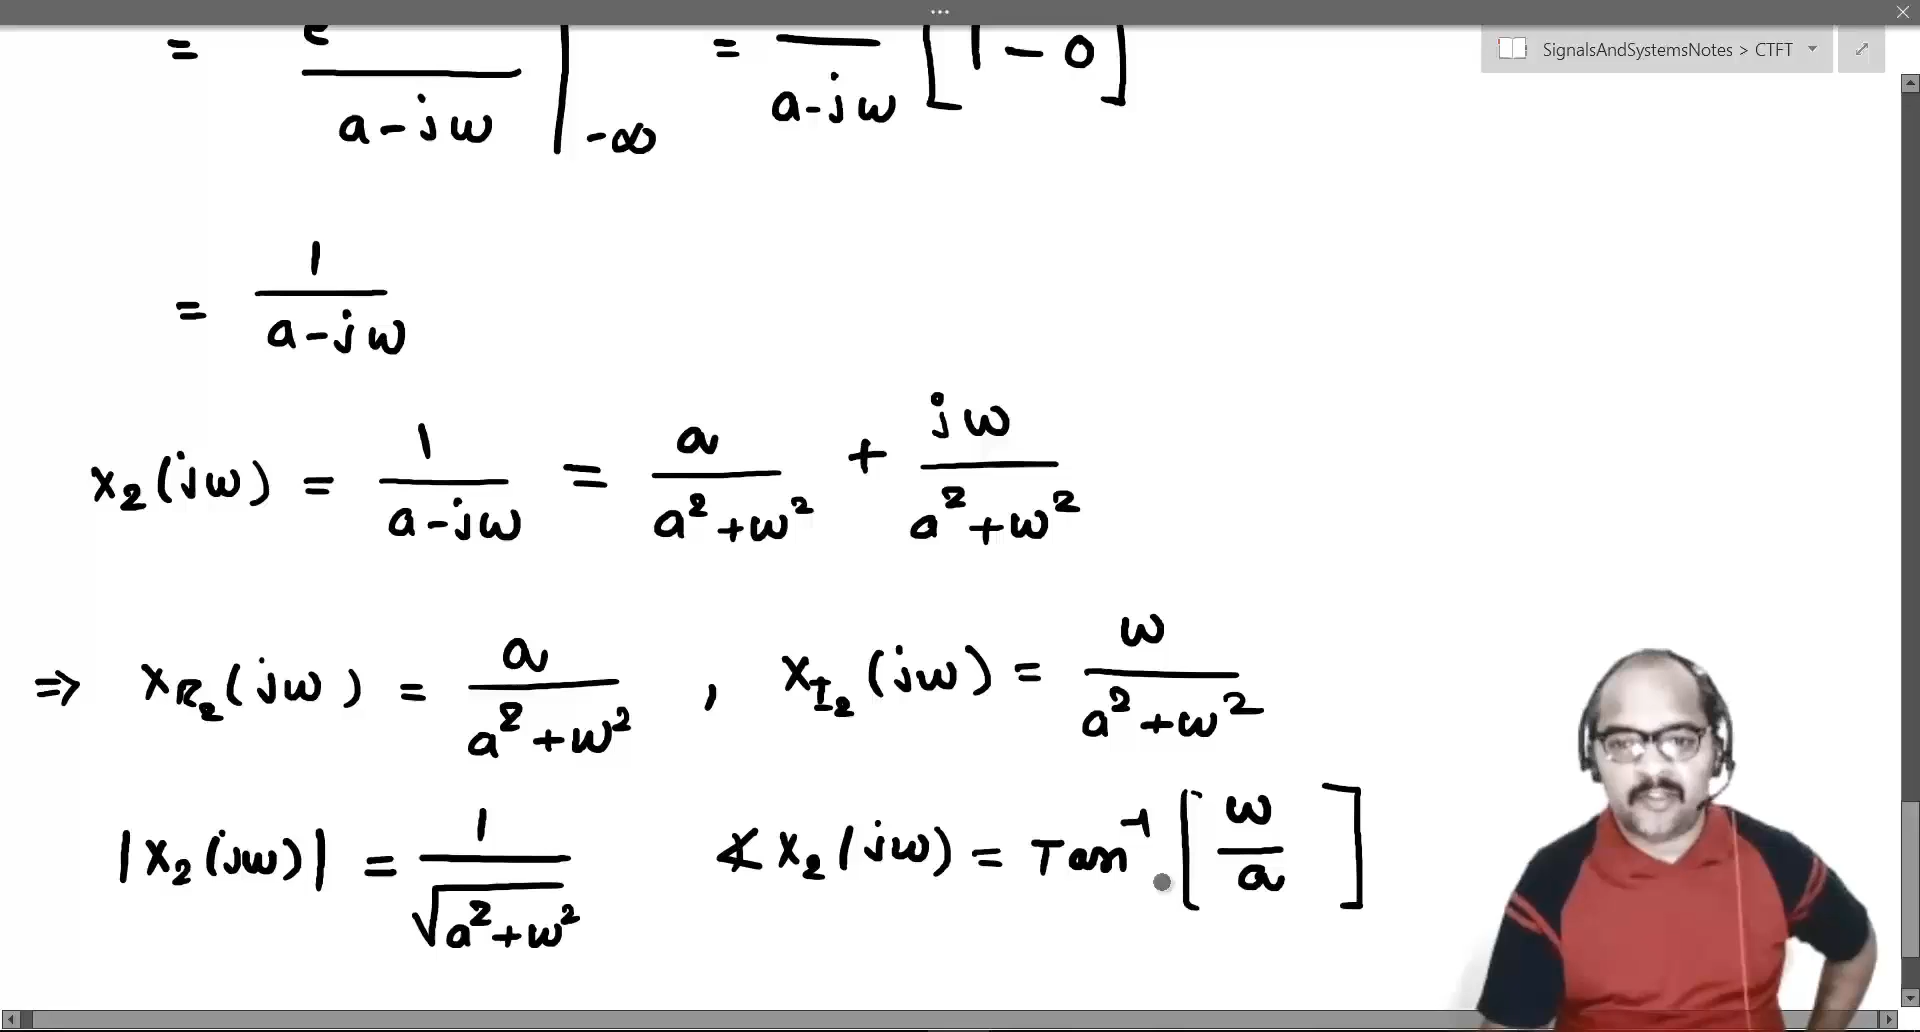 SignalsAndSystemsNotes > CTFT
= e / a-jω |-∞ = / a-jω [1-0]
= 1 / a-jω
X₂(jω) = 1 / a-jω = a / a²+ω² + jω / a²+ω²
⇒ X_R₂(jω) = a / a²+ω² , X_I₂(jω) = ω / a²+ω²
|X₂(jω)| = 1 / √a²+ω² ∡X₂(jω) = Tan⁻¹[ω / a]